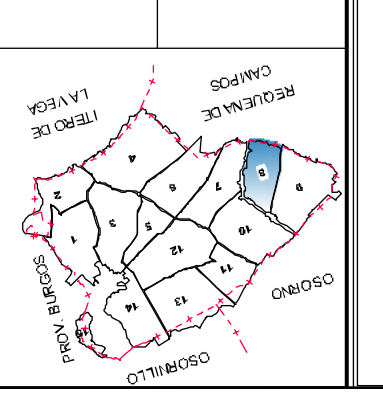 ITERO DE
LA VEGA
REQUENA DE
CAMPOS
4
6
7
8
9
2
3
5
1
10
12
11
13
14
15
PROV. BURGOS
OSORNO
OSORNILLO